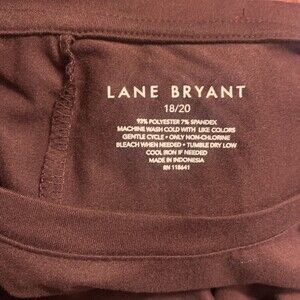 LANE BRYANT
18/20
93% POLYESTER 7% SPANDEX
MACHINE WASH COLD WITH LIKE COLORS
GENTLE CYCLE • ONLY NON-CHLORINE
BLEACH WHEN NEEDED • TUMBLE DRY LOW
COOL IRON IF NEEDED
MADE IN INDONESIA
RN 118641